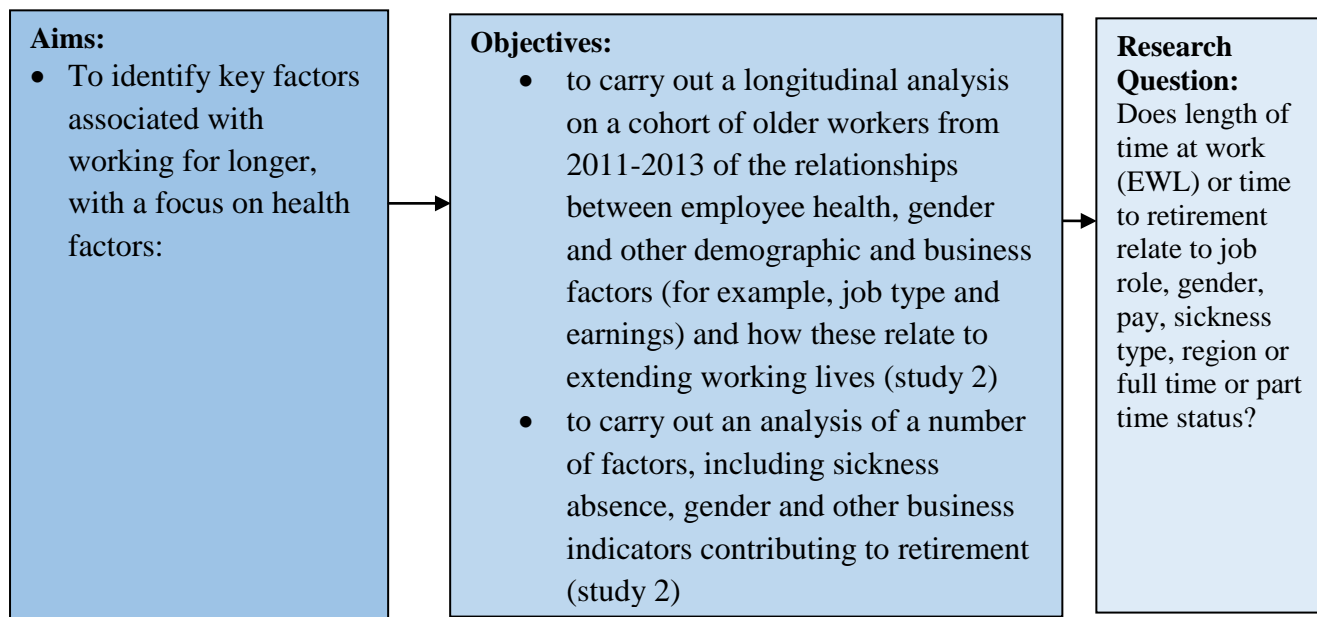 Aims:
• To identify key factors
associated with
working for longer,
with a focus on health
factors:
Objectives:
• to carry out a longitudinal analysis
on a cohort of older workers from
2011-2013 of the relationships
between employee health, gender
and other demographic and business
factors (for example, job type and
earnings) and how these relate to
extending working lives (study 2)
• to carry out an analysis of a number
of factors, including sickness
absence, gender and other business
indicators contributing to retirement
(study 2)
Research
Question:
Does length of
time at work
(EWL) or time
to retirement
relate to job
role, gender,
pay, sickness
type, region or
full time or part
time status?